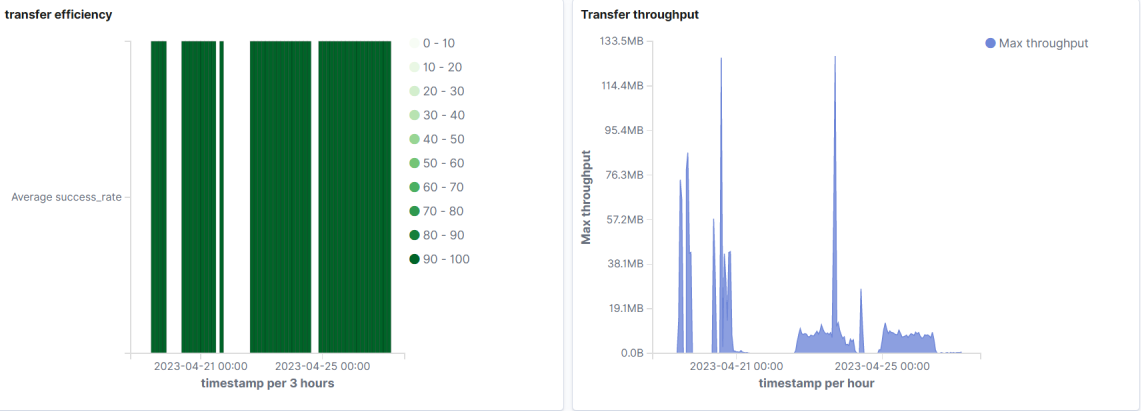 transfer efficiency
Average success_rate
2023-04-21 00:00
2023-04-25 00:00
timestamp per 3 hours
0 - 10
10 - 20
20 - 30
30 - 40
40 - 50
50 - 60
60 - 70
70 - 80
80 - 90
90 - 100
Transfer throughput
Max throughput
133.5MB
114.4MB
95.4MB
76.3MB
57.2MB
38.1MB
19.1MB
0.0B
2023-04-21 00:00
2023-04-25 00:00
timestamp per hour
Max throughput